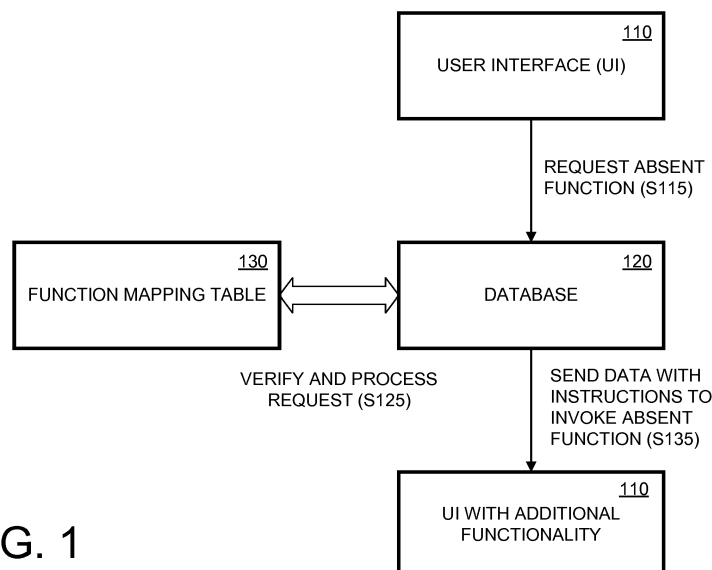 110
USER INTERFACE (UI)
REQUEST ABSENT
FUNCTION (S115)
130
FUNCTION MAPPING TABLE
120
DATABASE
VERIFY AND PROCESS
REQUEST (S125)
SEND DATA WITH
INSTRUCTIONS TO
INVOKE ABSENT
FUNCTION (S135)
110
UI WITH ADDITIONAL
FUNCTIONALITY
G. 1